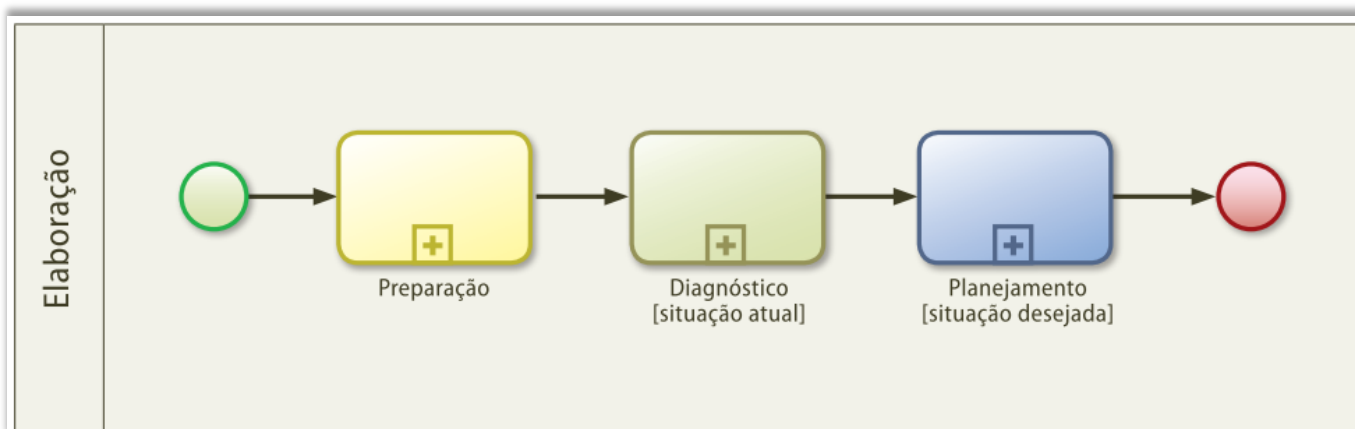 Elaboração
Preparação
Diagnóstico
[situação atual]
Planejamento
[situação desejada]